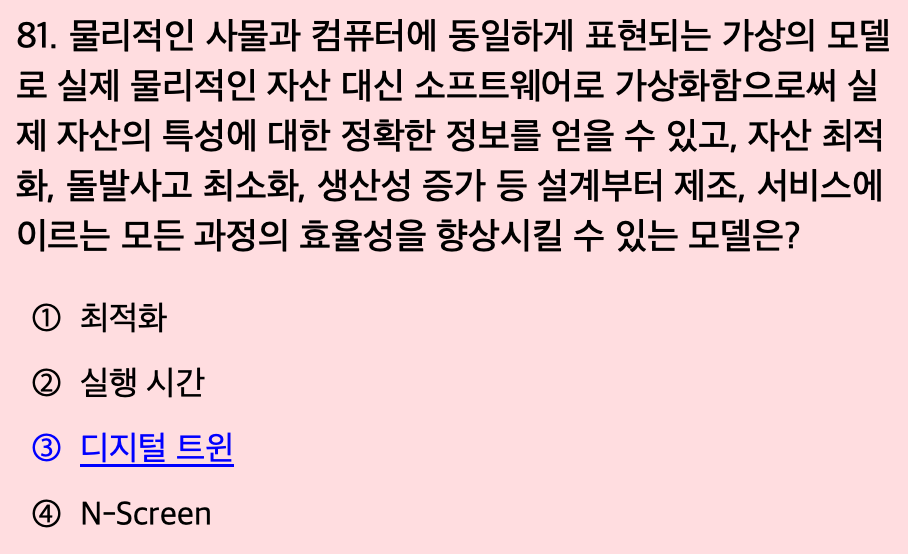 81. 물리적인 사물과 컴퓨터에 동일하게 표현되는 가상의 모델
로 실제 물리적인 자산 대신 소프트웨어로 가상화함으로써 실
제 자산의 특성에 대한 정확한 정보를 얻을 수 있고, 자산 최적
화, 돌발사고 최소화, 생산성 증가 등 설계부터 제조, 서비스에
이르는 모든 과정의 효율성을 향상시킬 수 있는 모델은?
① 최적화
② 실행 시간
③ 디지털 트윈
④ N-Screen